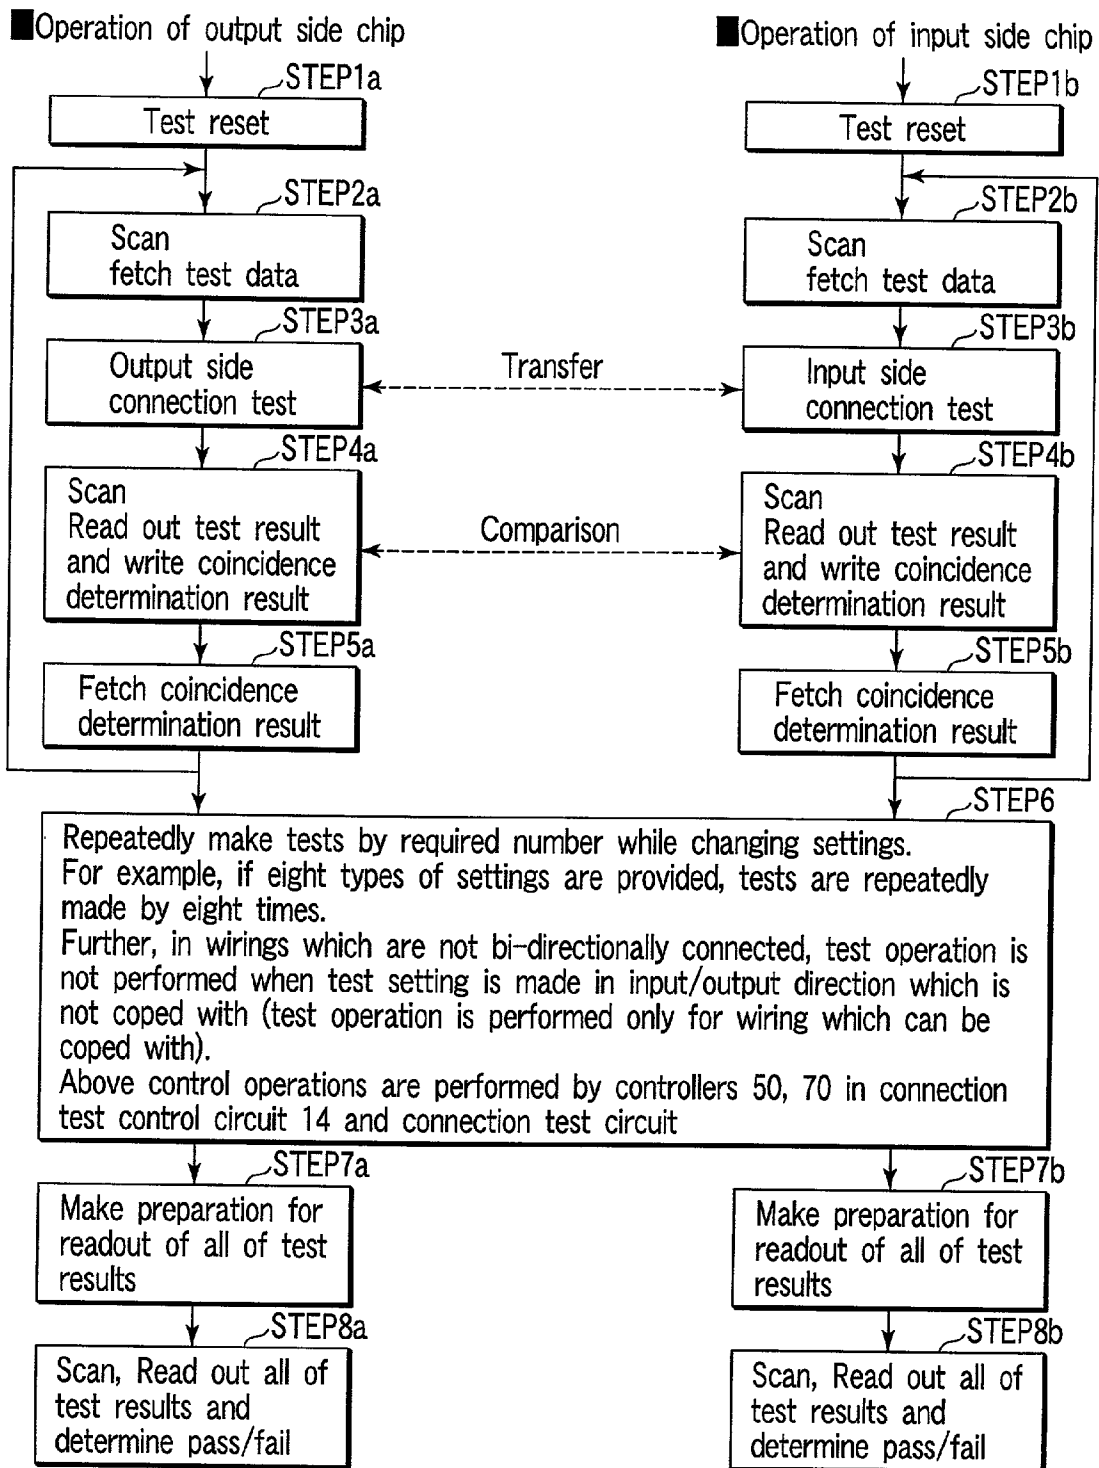 ■Operation of output side chip
STEP1a
Test reset
STEP2a
Scan
fetch test data
STEP3a
Output side
connection test
STEP4a
Scan
Read out test result
and write coincidence
determination result
STEP5a
Fetch coincidence
determination result
Transfer
Comparison
■Operation of input side chip
STEP1b
Test reset
STEP2b
Scan
fetch test data
STEP3b
Input side
connection test
STEP4b
Scan
Read out test result
and write coincidence
determination result
STEP5b
Fetch coincidence
determination result
STEP6
Repeatedly make tests by required number while changing settings.
For example, if eight types of settings are provided, tests are repeatedly
made by eight times.
Further, in wirings which are not bi-directionally connected, test operation is
not performed when test setting is made in input/output direction which is
not coped with (test operation is performed only for wiring which can be
coped with).
Above control operations are performed by controllers 50, 70 in connection
test control circuit 14 and connection test circuit
STEP7a
Make preparation for
readout of all of test
results
STEP8a
Scan, Read out all of
test results and
determine pass/fail
STEP7b
Make preparation for
readout of all of test
results
STEP8b
Scan, Read out all of
test results and
determine pass/fail